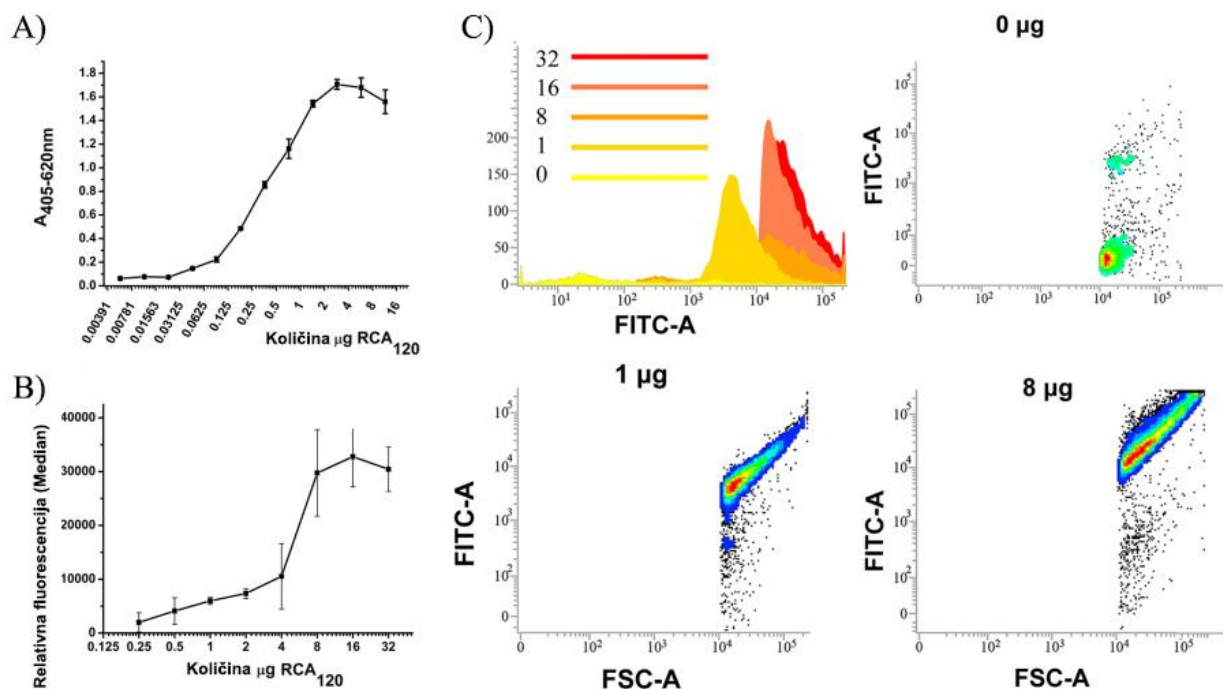 A)
1.8
1.6
1.4
1.2
1.0
0.8
0.6
0.4
0.2
0.0
A405-620nm
0.00391
0.00781
0.01563
0.03125
0.0625
0.125
0.25
0.5
1
2
4
8
16
Količina µg RCA120
B)
40000
30000
20000
10000
0
Relativna fluorescencija (Median)
0.125 0.25 0.5 1 2 4 8 16 32
Količina µg RCA120
C)
32
16
8
1
0
200
150
100
50
0
10^1 10^2 10^3 10^4 10^5
FITC-A
0 µg
10^5
10^4
10^3
10^2
0
FITC-A
0 10^2 10^3 10^4 10^5
1 µg
10^5
10^4
10^3
10^2
0
FITC-A
0 10^2 10^3 10^4 10^5
FSC-A
8 µg
10^5
10^4
10^3
10^2
0
FITC-A
0 10^2 10^3 10^4 10^5
FSC-A